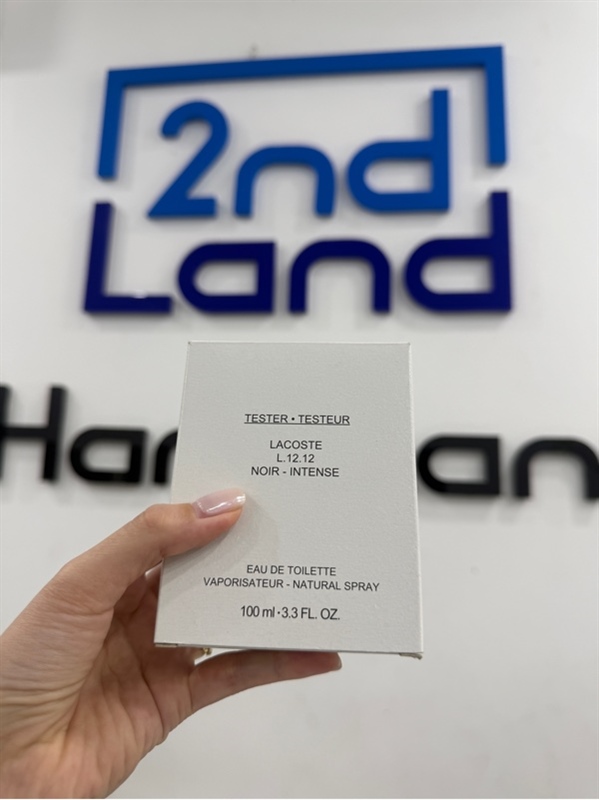 2nd
Land
TESTER • TESTEUR
LACOSTE
L.12.12
NOIR - INTENSE
EAU DE TOILETTE
VAPORISATEUR - NATURAL SPRAY
100 ml • 3.3 FL. OZ.